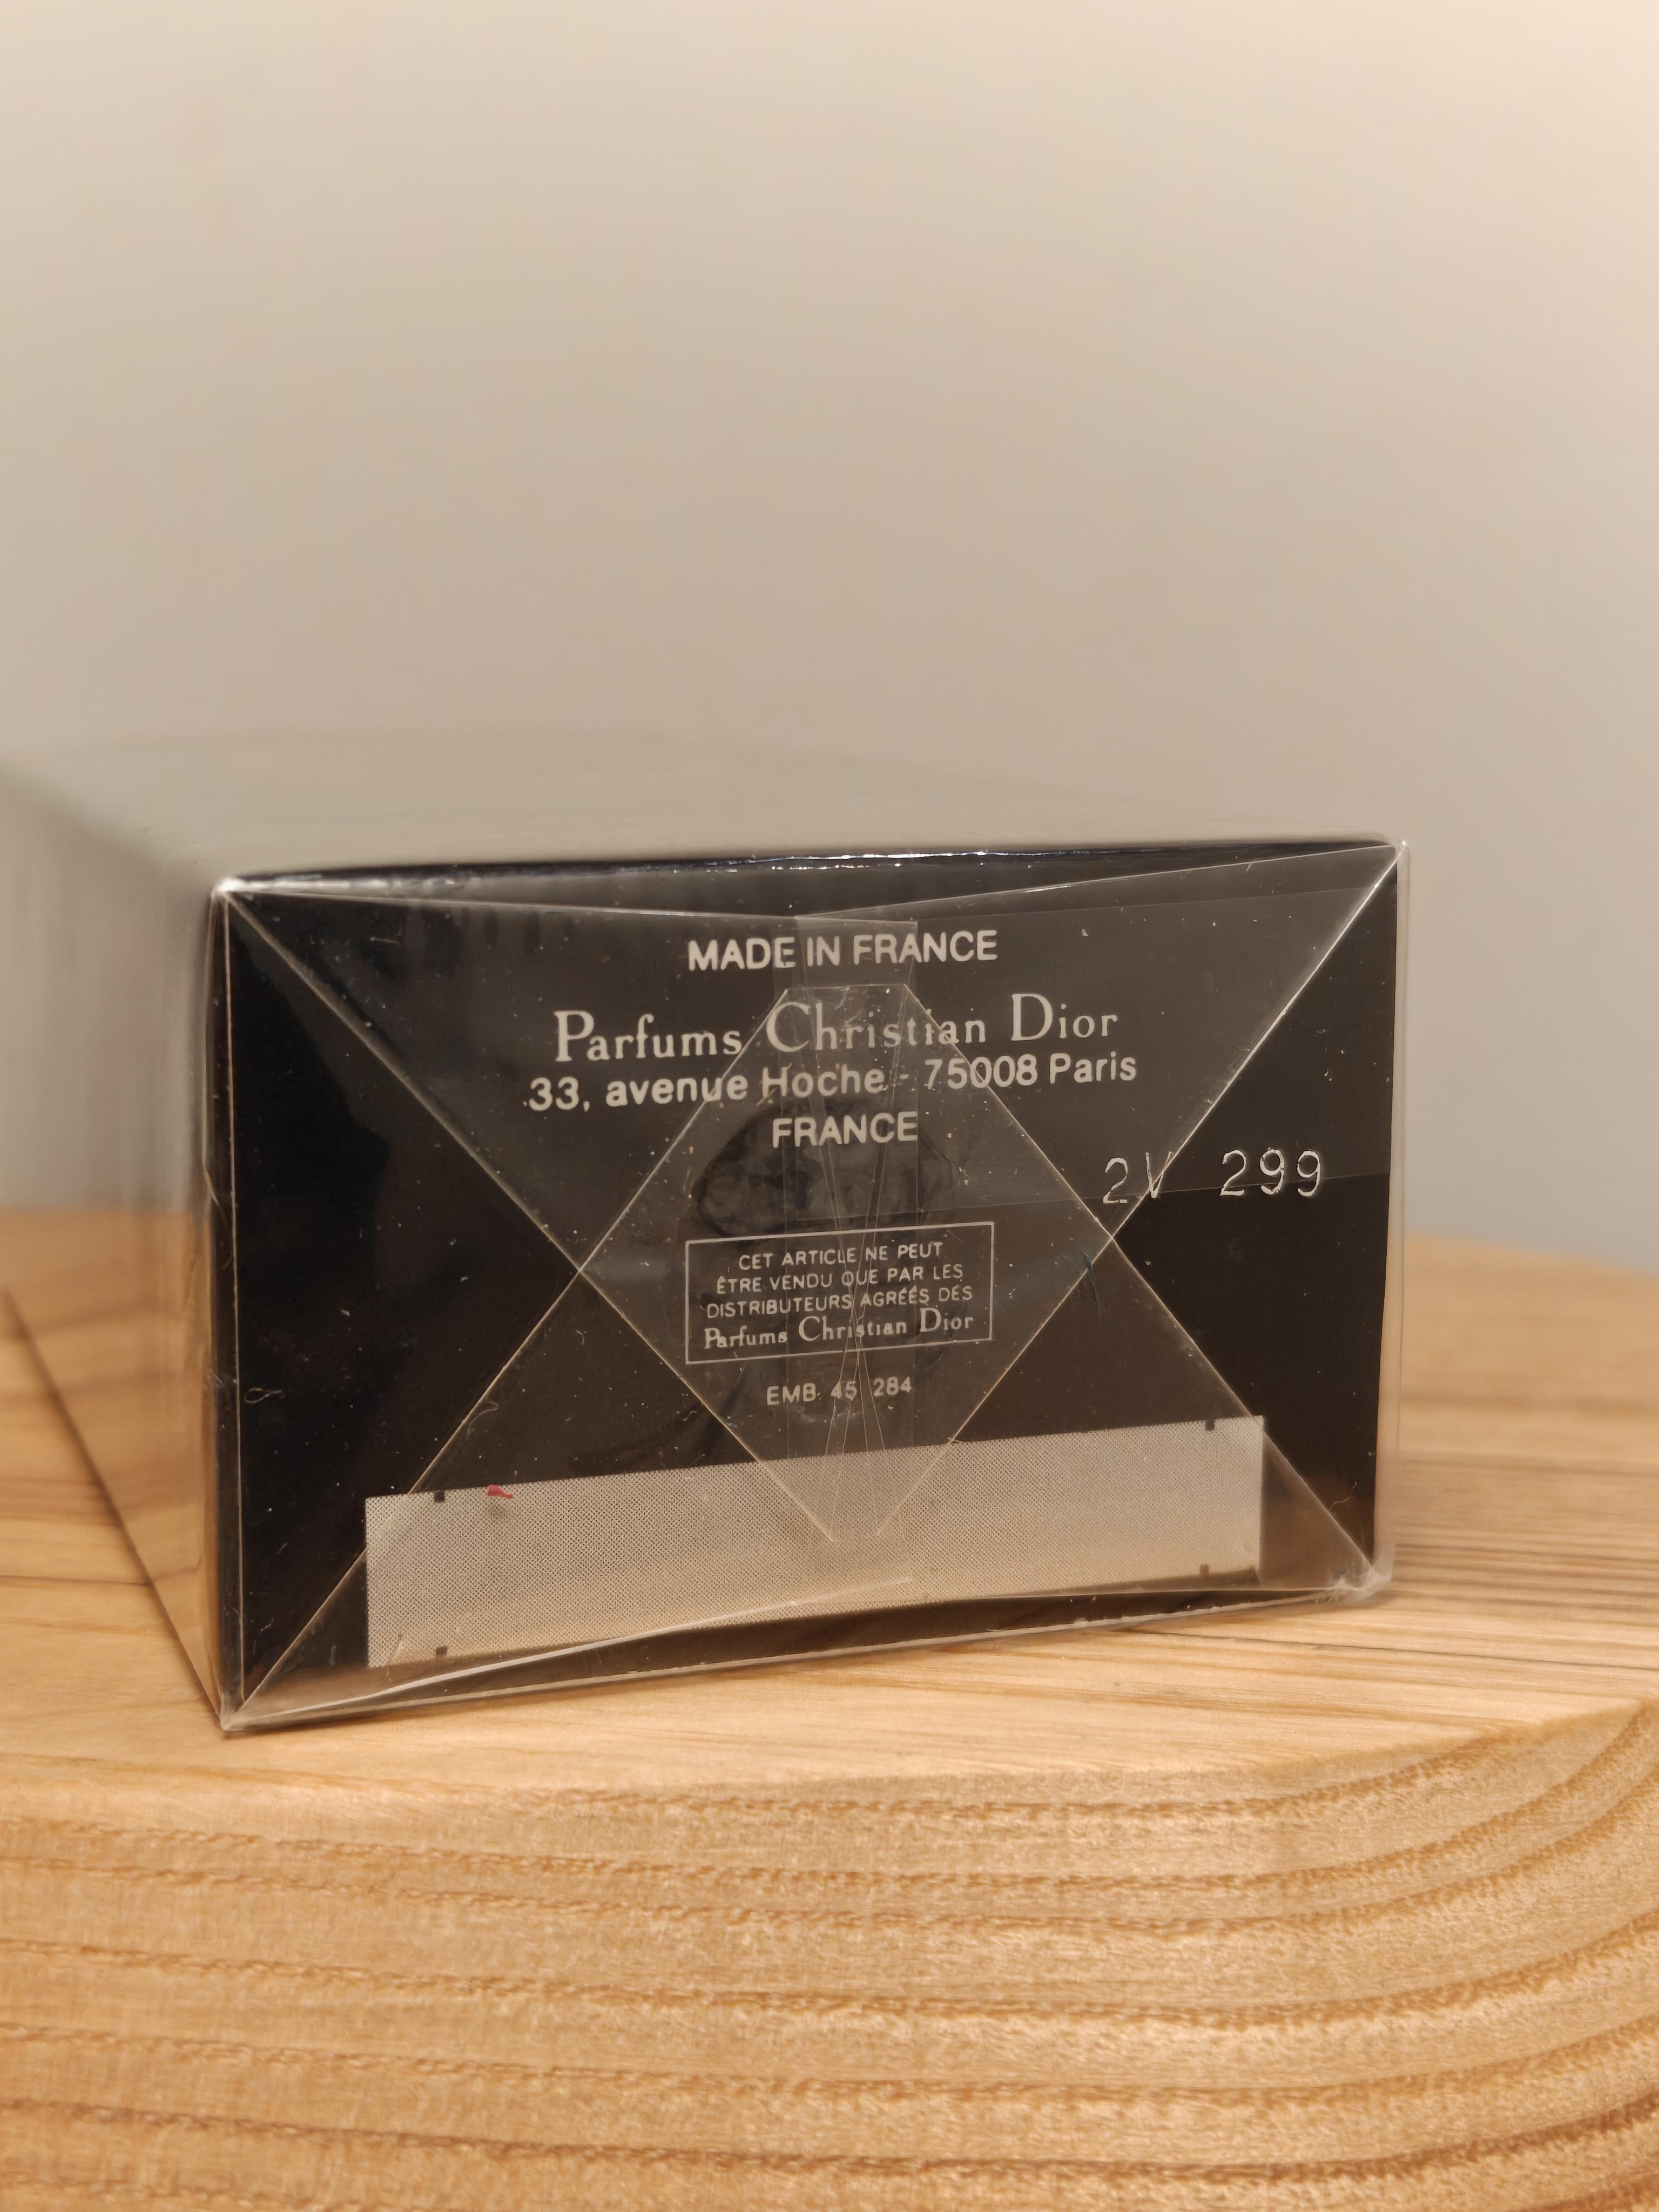 MADE IN FRANCE
Parfums Christian Dior
33, avenue Hoche - 75008 Paris
FRANCE
2V 299
CET ARTICLE NE PEUT
ÊTRE VENDU QUE PAR LES
DISTRIBUTEURS AGRÉÉS DES
Parfums Christian Dior
EMB 45 284